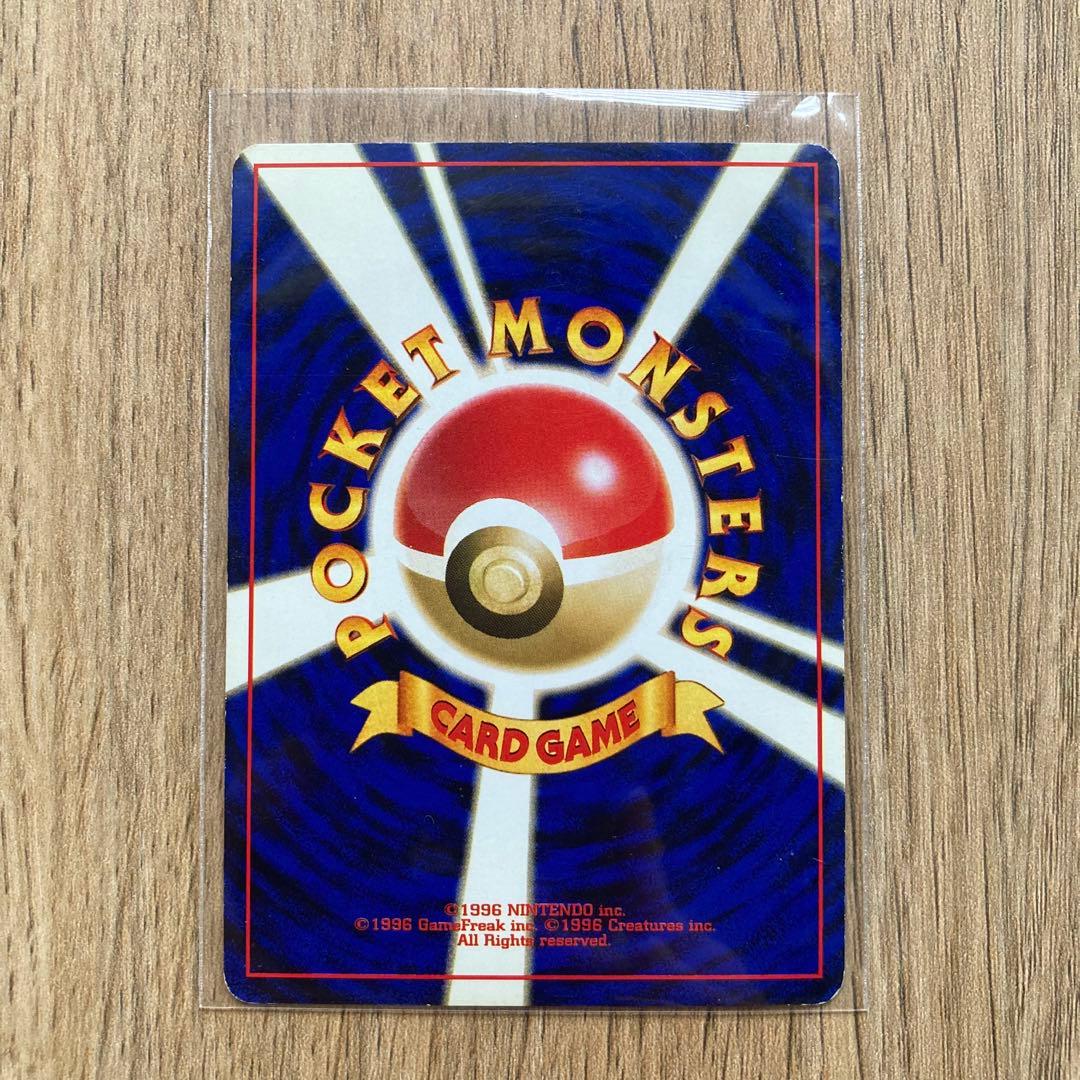 POCKET MONSTERS
CARD GAME
©1996 NINTENDO inc.
©1996 GameFreak inc. ©1996 Creatures inc.
All Rights reserved.